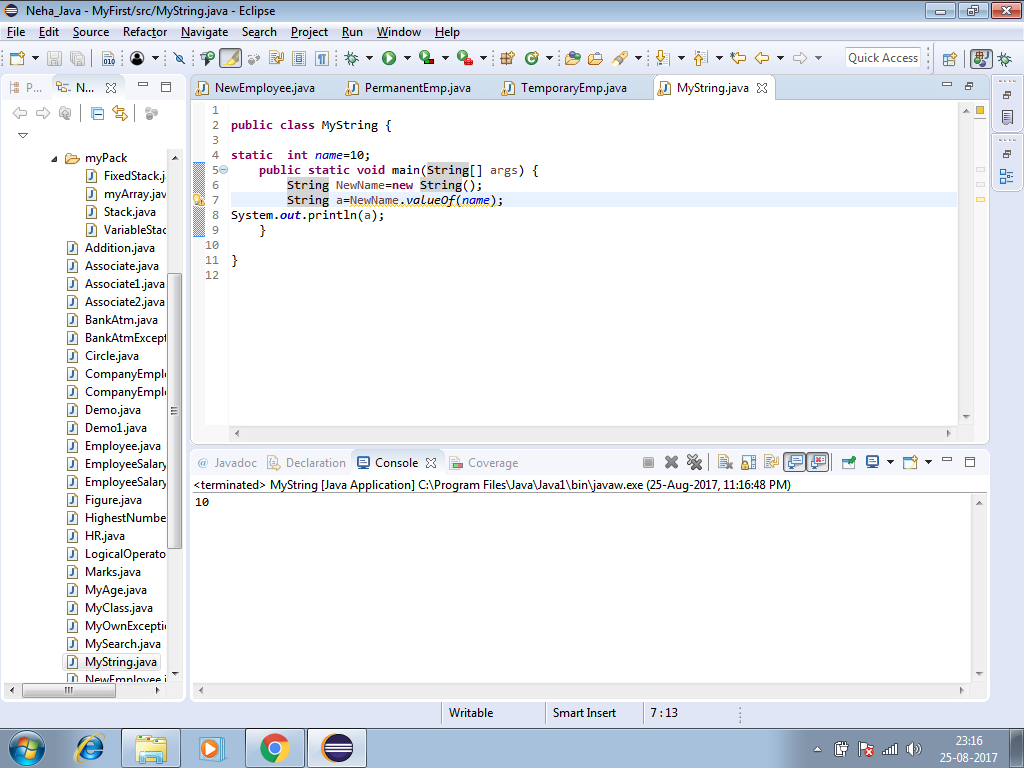 Neha_Java - MyFirst/src/MyString.java - Eclipse
File Edit Source Refactor Navigate Search Project Run Window Help
Quick Access
P... N...
myPack
FixedStack.j
myArray.jav
Stack.java
VariableStac
Addition.java
Associate.java
Associate1.java
Associate2.java
BankAtm.java
BankAtmExcept
Circle.java
CompanyEmpl
CompanyEmpl
Demo.java
Demo1.java
Employee.java
EmployeeSalary
EmployeeSalary
Figure.java
HighestNumbe
HR.java
LogicalOperato
Marks.java
MyAge.java
MyClass.java
MyOwnExcepti
MySearch.java
MyString.java
NewEmployee.j
NewEmployee.java PermanentEmp.java TemporaryEmp.java MyString.java
1
2 public class MyString {
3
4 static  int name=10;
5 public static void main(String[] args) {
6 String NewName=new String();
7 String a=NewName.valueOf(name);
8 System.out.println(a);
9 }
10
11 }
12
@ Javadoc Declaration Console Coverage
<terminated> MyString [Java Application] C:\Program Files\Java\Java1\bin\javaw.exe (25-Aug-2017, 11:16:48 PM)
10
Writable Smart Insert 7 : 13
23:16
25-08-2017